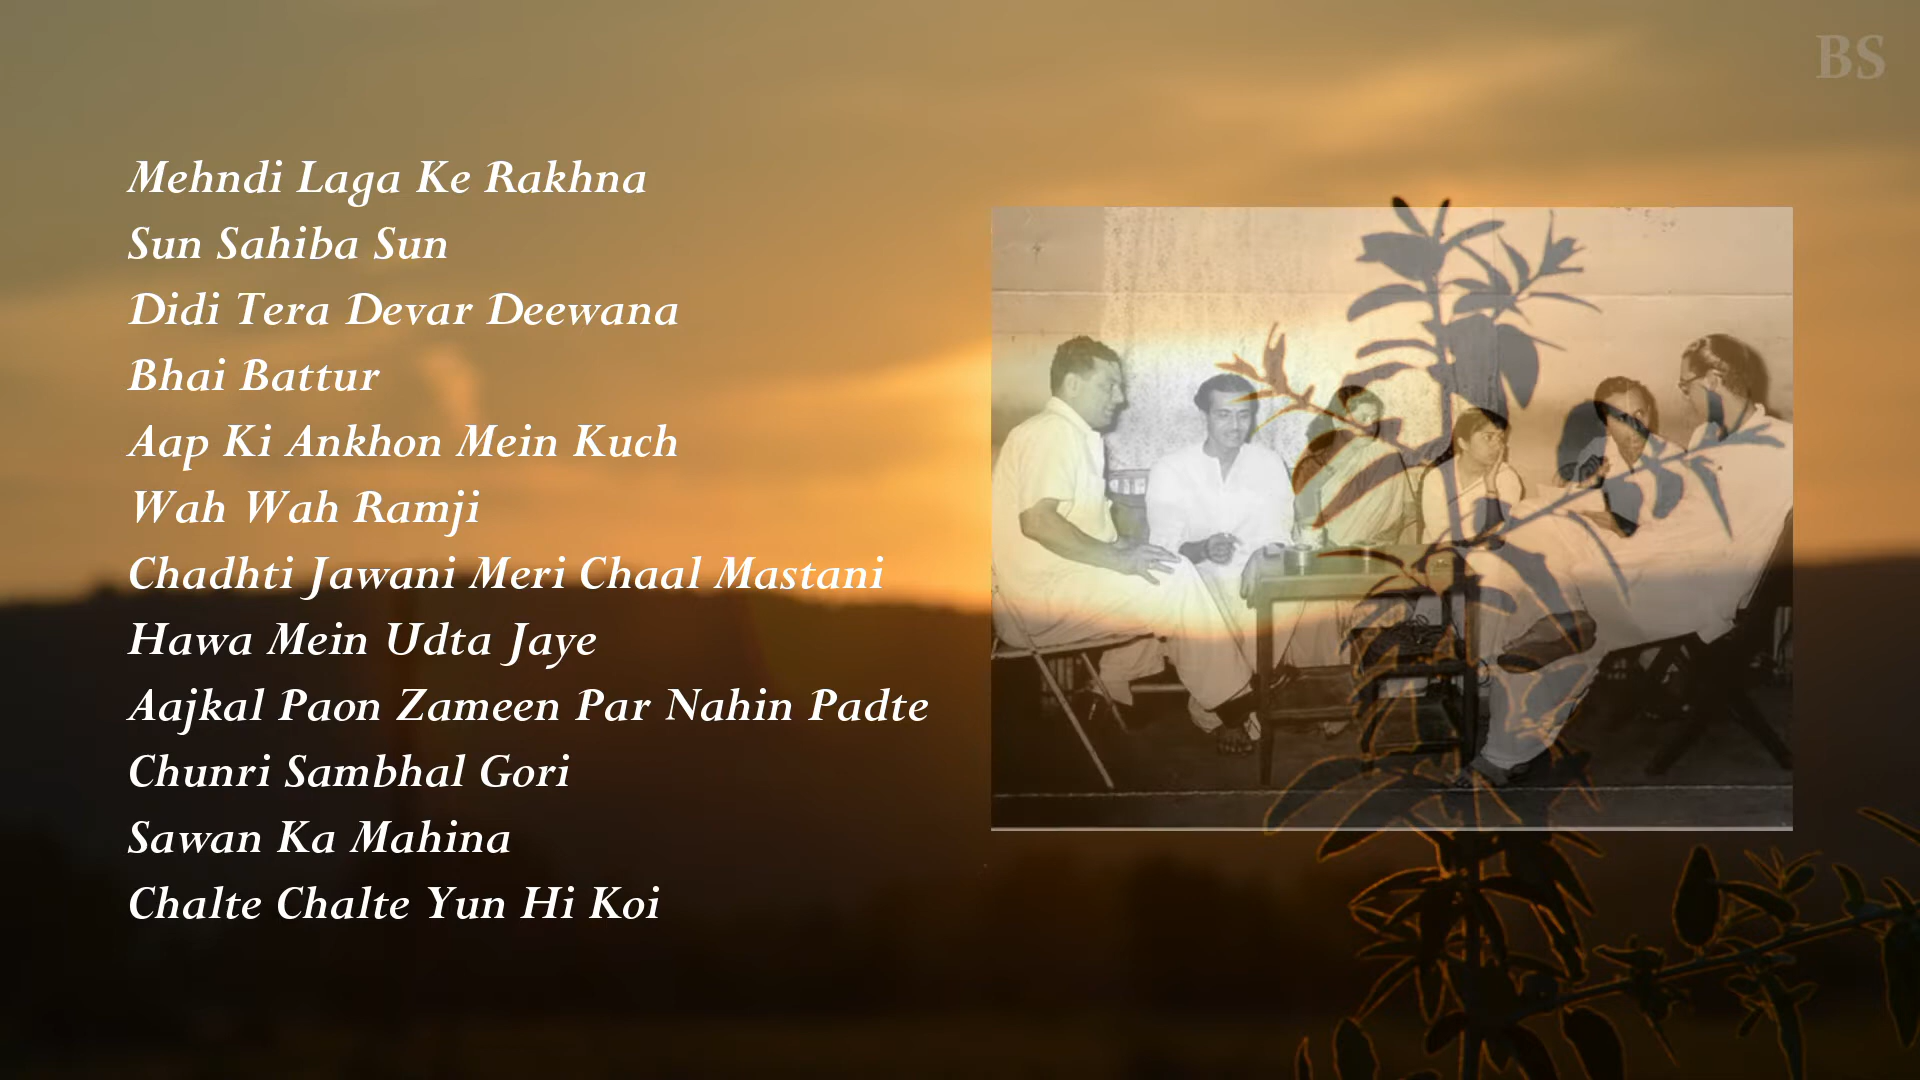 BS
Mehndi Laga Ke Rakhna
Sun Sahiba Sun
Didi Tera Devar Deewana
Bhai Battur
Aap Ki Ankhon Mein Kuch
Wah Wah Ramji
Chadhti Jawani Meri Chaal Mastani
Hawa Mein Udta Jaye
Aajkal Paon Zameen Par Nahin Padte
Chunri Sambhal Gori
Sawan Ka Mahina
Chalte Chalte Yun Hi Koi